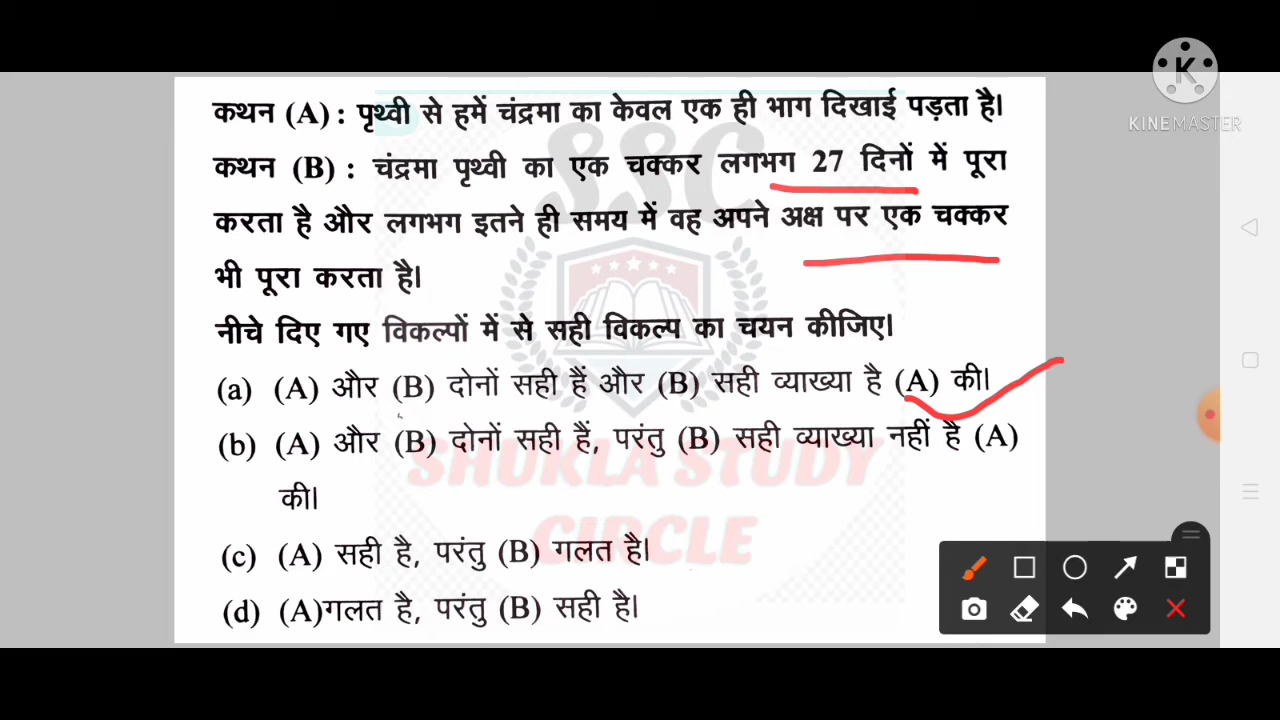 KINEMASTER
कथन (A) : पृथ्वी से हमें चंद्रमा का केवल एक ही भाग दिखाई पड़ता है।
कथन (B) : चंद्रमा पृथ्वी का एक चक्कर लगभग 27 दिनों में पूरा
करता है और लगभग इतने ही समय में वह अपने अक्ष पर एक चक्कर
भी पूरा करता है।
नीचे दिए गए विकल्पों में से सही विकल्प का चयन कीजिए।
(a) (A) और (B) दोनों सही हैं और (B) सही व्याख्या है (A) की।
(b) (A) और (B) दोनों सही हैं, परंतु (B) सही व्याख्या नहीं है (A)
की।
(c) (A) सही है, परंतु (B) गलत है।
(d) (A)गलत है, परंतु (B) सही है।
SSC
SHUKLA STUDY
CIRCLE